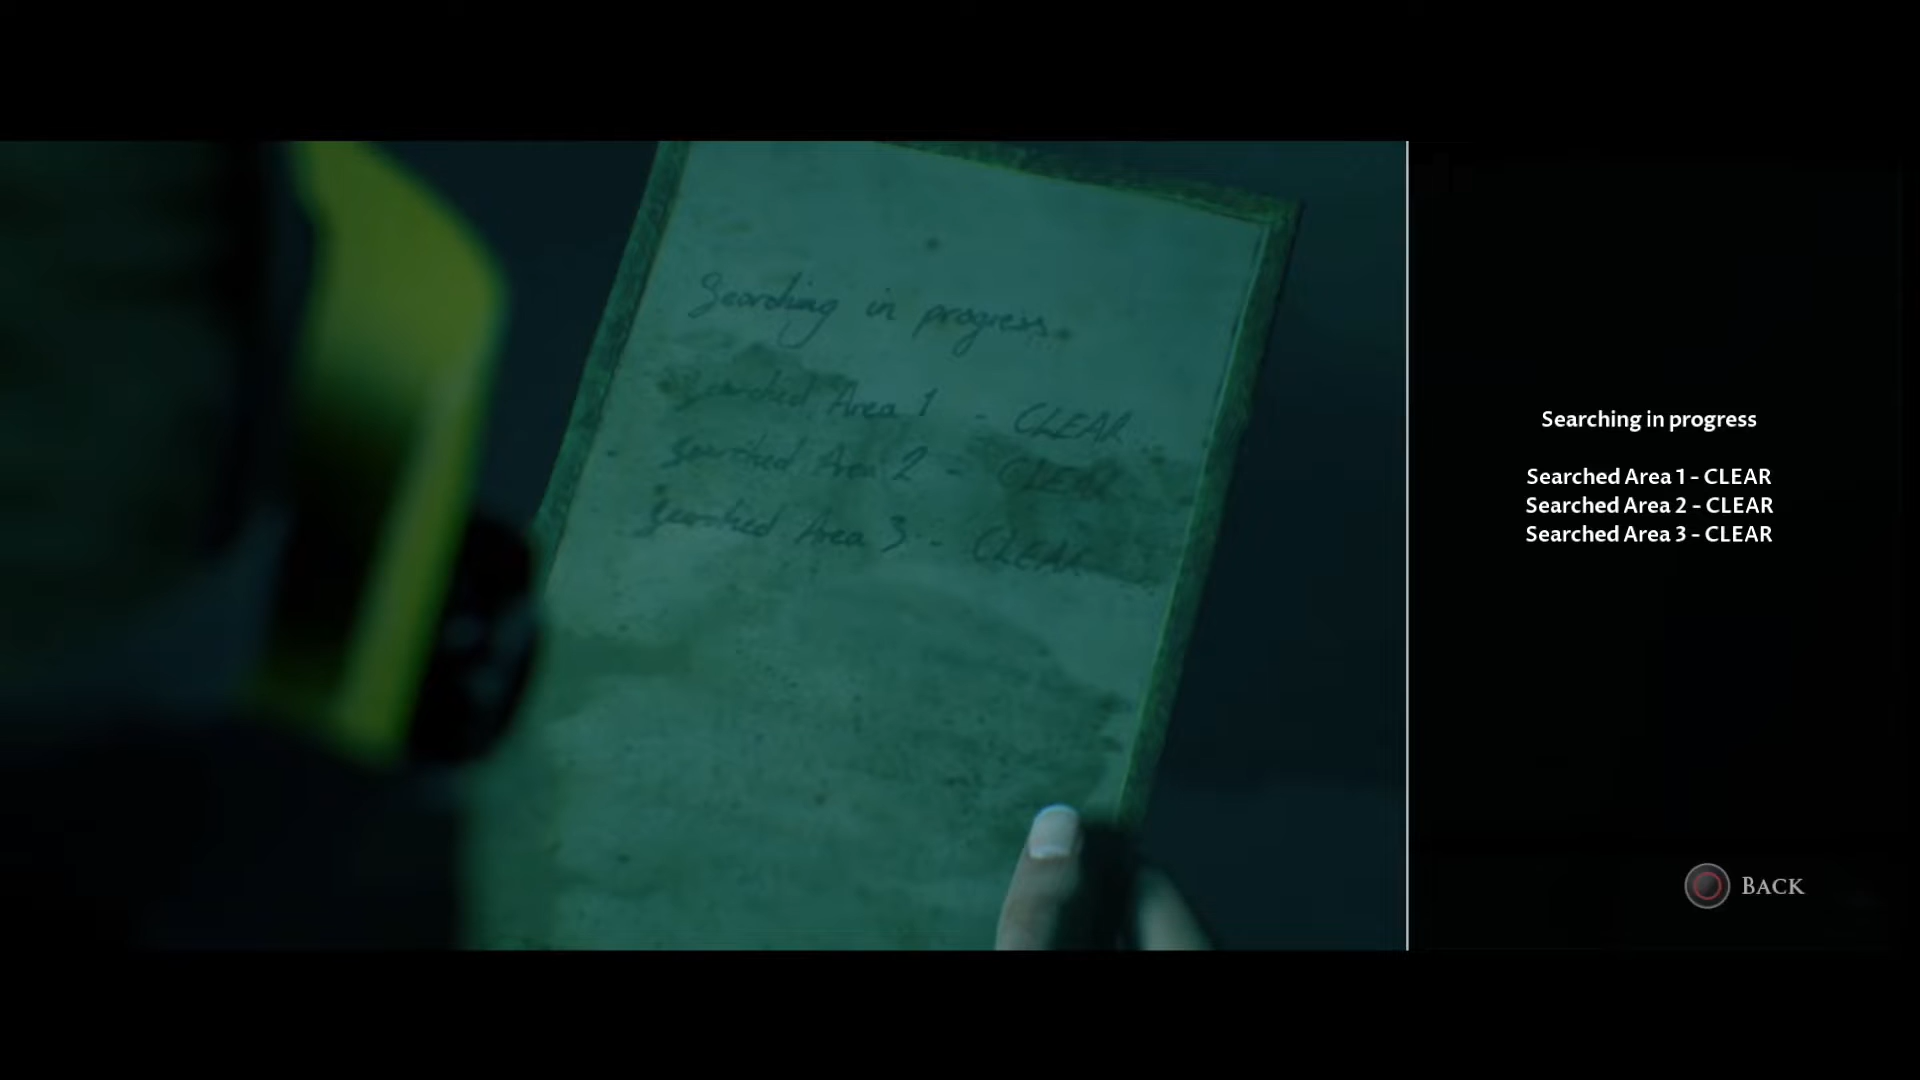 Searching in progress..
Searched Area 1 - CLEAR
Searched Area 2 - CLEAR
Searched Area 3 - CLEAR
Searching in progress
Searched Area 1 - CLEAR
Searched Area 2 - CLEAR
Searched Area 3 - CLEAR
BACK